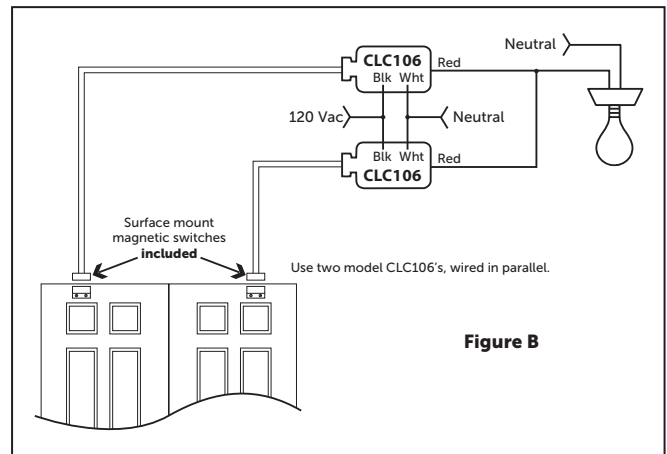 Neutral
CLC106
Red
Blk Wht
120 Vac
Neutral
Blk Wht
Red
CLC106
Surface mount
magnetic switches
included
Use two model CLC106's, wired in parallel.
Figure B